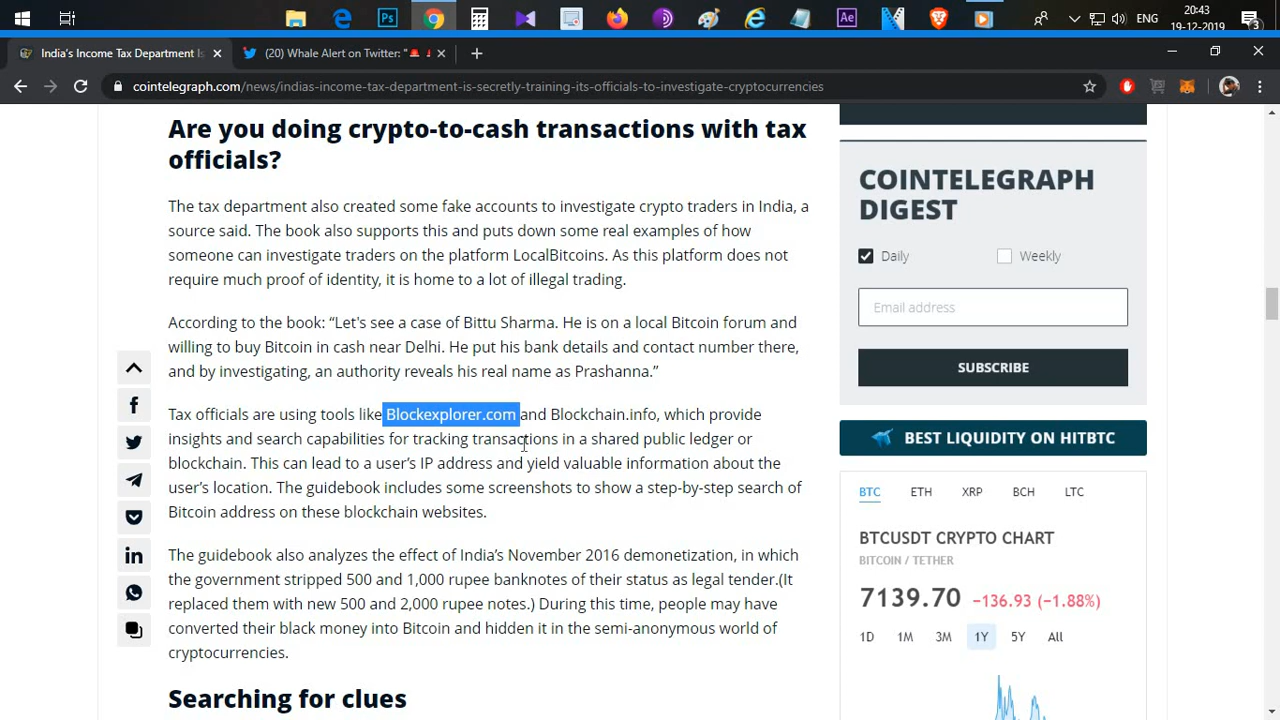 Ps
Ae
ENG
20:43
19-12-2019
3
India's Income Tax Department Is
(20) Whale Alert on Twitter: "🚨
cointelegraph.com/news/indias-income-tax-department-is-secretly-training-its-officials-to-investigate-cryptocurrencies
Are you doing crypto-to-cash transactions with tax
officials?
The tax department also created some fake accounts to investigate crypto traders in India, a
source said. The book also supports this and puts down some real examples of how
someone can investigate traders on the platform LocalBitcoins. As this platform does not
require much proof of identity, it is home to a lot of illegal trading.
According to the book: “Let's see a case of Bittu Sharma. He is on a local Bitcoin forum and
willing to buy Bitcoin in cash near Delhi. He put his bank details and contact number there,
and by investigating, an authority reveals his real name as Prashanna.”
Tax officials are using tools like Blockexplorer.com and Blockchain.info, which provide
insights and search capabilities for tracking transactions in a shared public ledger or
blockchain. This can lead to a user’s IP address and yield valuable information about the
user’s location. The guidebook includes some screenshots to show a step-by-step search of
Bitcoin address on these blockchain websites.
The guidebook also analyzes the effect of India’s November 2016 demonetization, in which
the government stripped 500 and 1,000 rupee banknotes of their status as legal tender.(It
replaced them with new 500 and 2,000 rupee notes.) During this time, people may have
converted their black money into Bitcoin and hidden it in the semi-anonymous world of
cryptocurrencies.
Searching for clues
COINTELEGRAPH
DIGEST
Daily
Weekly
Email address
SUBSCRIBE
BEST LIQUIDITY ON HITBTC
BTC ETH XRP BCH LTC
BTCUSDT CRYPTO CHART
BITCOIN / TETHER
7139.70 −136.93 (−1.88%)
1D 1M 3M 1Y 5Y All